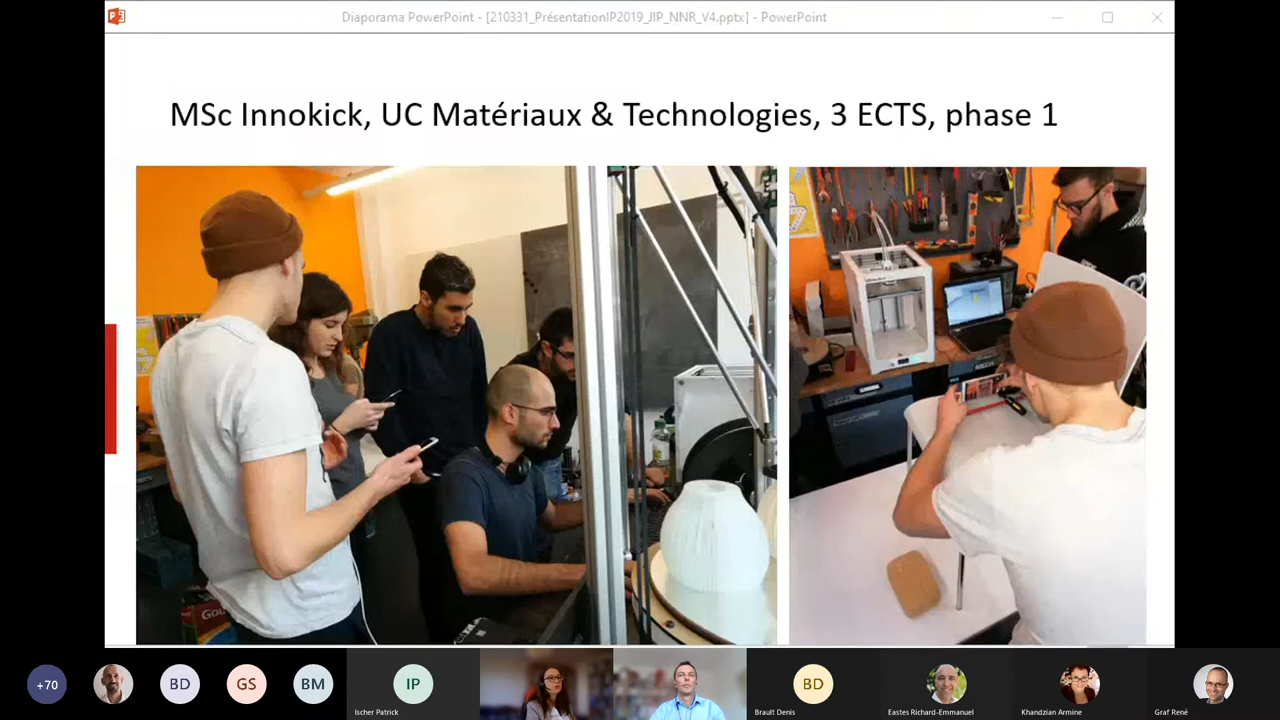 Diaporama PowerPoint - [210331_PrésentationIP2019_JIP_NNR_V4.pptx] - PowerPoint
MSc Innokick, UC Matériaux & Technologies, 3 ECTS, phase 1
+70
BD
GS
BM
IP
BD
Ischer Patrick
Brault Denis
Eastes Richard-Emmanuel
Khandzian Armine
Graf René